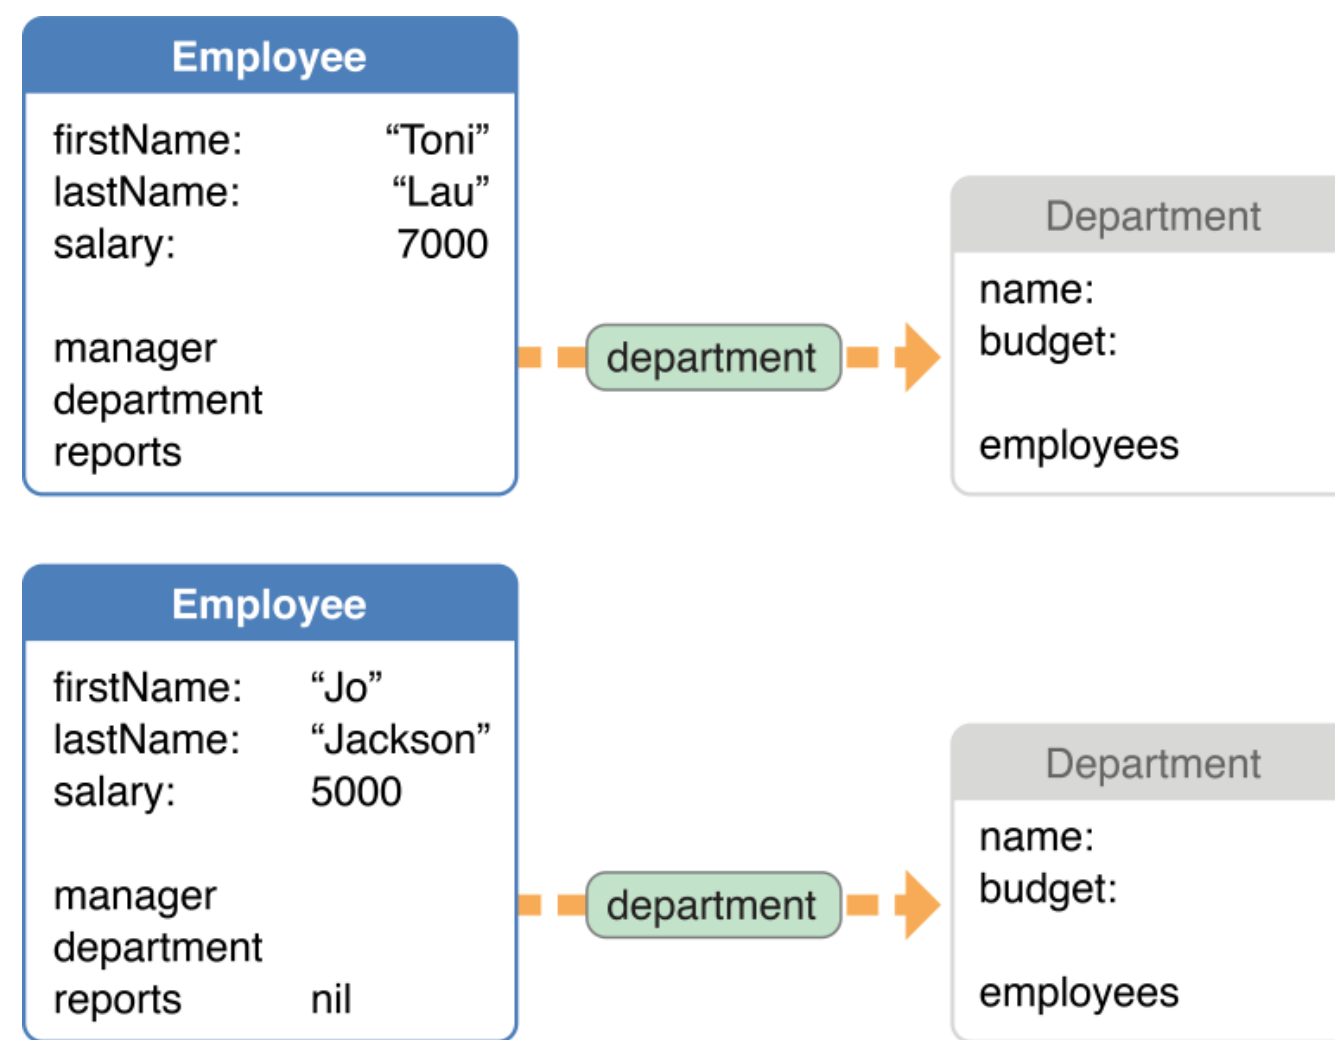 Employee
firstName: “Toni”
lastName: “Lau”
salary: 7000
manager
department
reports
department
Department
name:
budget:
employees
Employee
firstName: “Jo”
lastName: “Jackson”
salary: 5000
manager
department
reports nil
department
Department
name:
budget:
employees